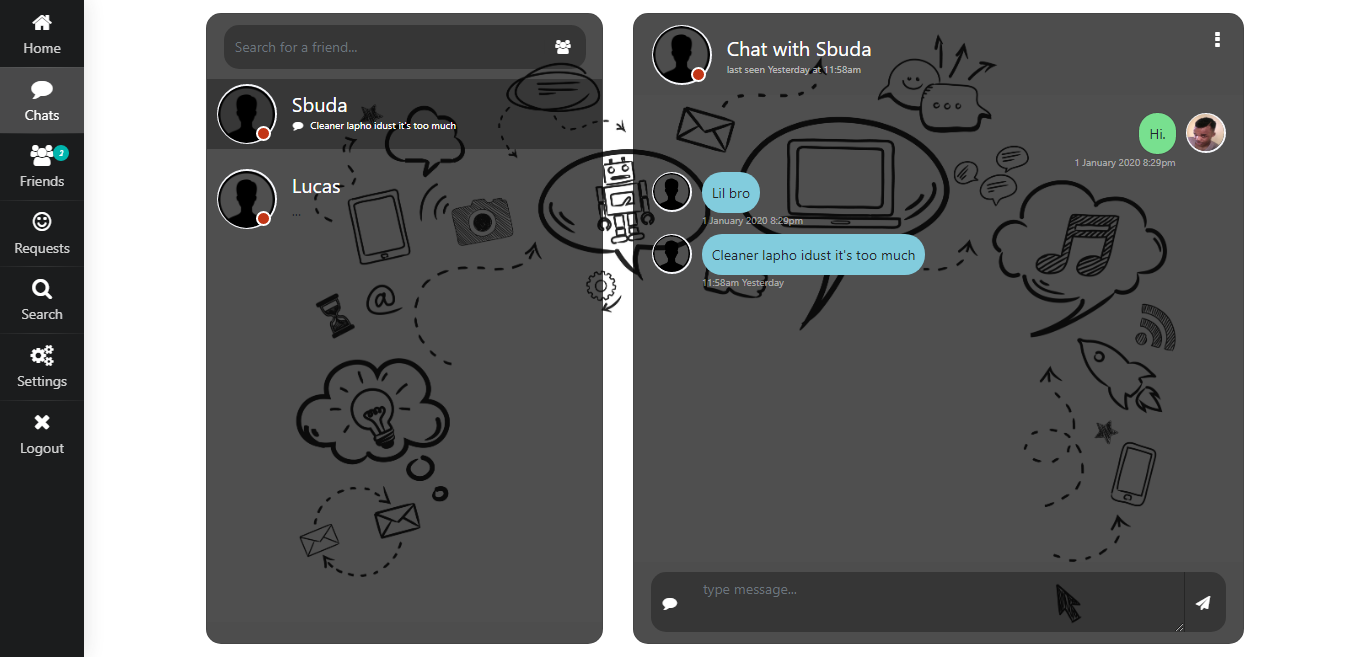 Home
Chats
Friends
3
Requests
Search
Settings
Logout
Search for a friend...
Sbuda
Cleaner lapho idust it's too much
Lucas
...
Chat with Sbuda
last seen Yesterday at 11:58am
Hi.
1 January 2020 8:29pm
Lil bro
1 January 2020 8:29pm
Cleaner lapho idust it's too much
11:58am Yesterday
type message...